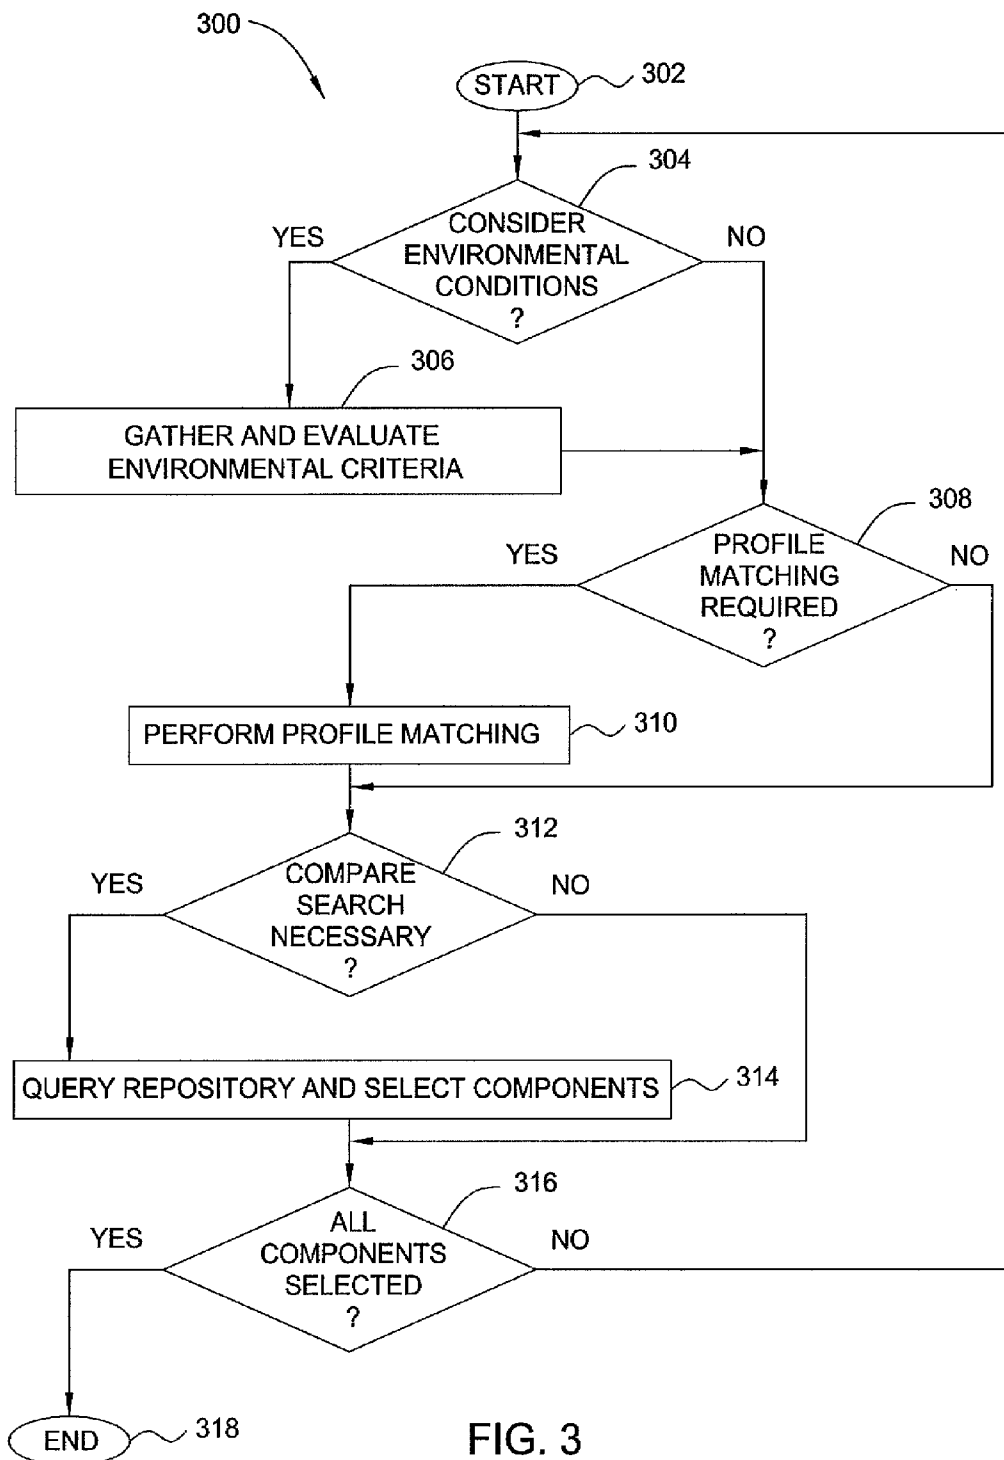 300
START
302
304
CONSIDER
ENVIRONMENTAL
CONDITIONS
?
YES
NO
306
GATHER AND EVALUATE
ENVIRONMENTAL CRITERIA
308
PROFILE
MATCHING
REQUIRED
?
YES
NO
PERFORM PROFILE MATCHING
310
312
COMPARE
SEARCH
NECESSARY
?
YES
NO
QUERY REPOSITORY AND SELECT COMPONENTS
314
316
ALL
COMPONENTS
SELECTED
?
YES
NO
END
318
FIG. 3